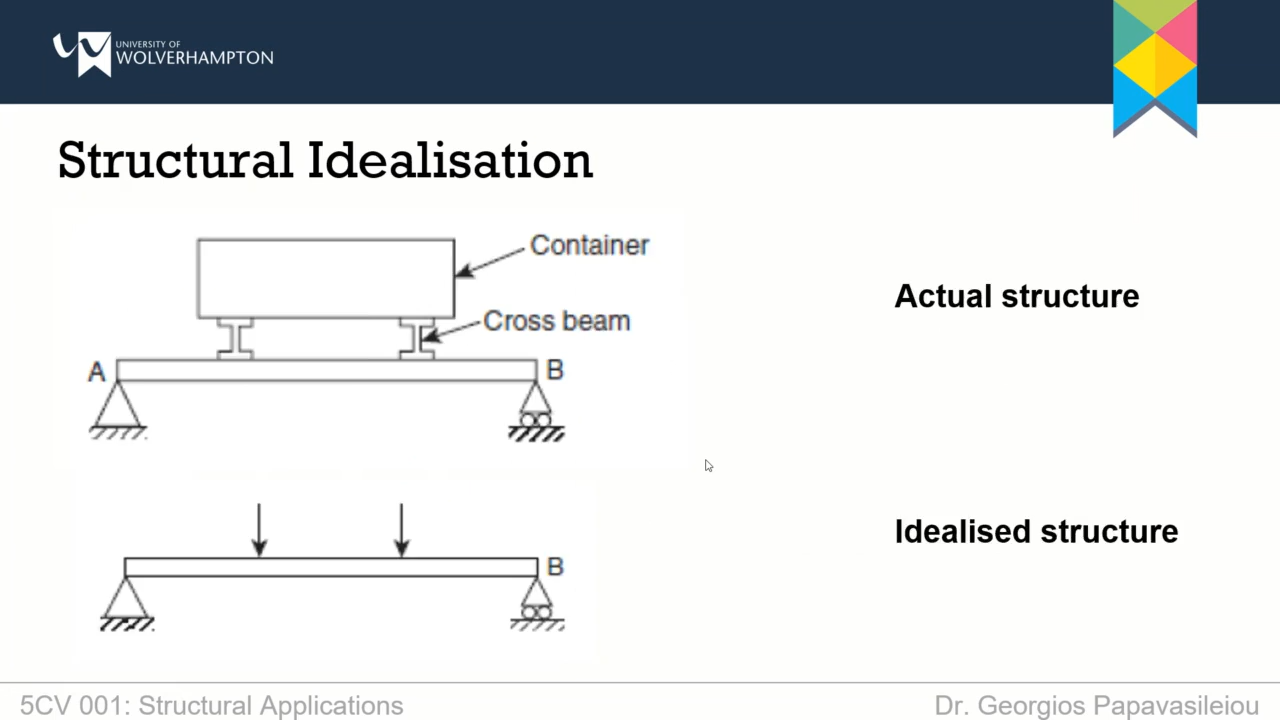 UNIVERSITY OF
WOLVERHAMPTON
Structural Idealisation
Container
Cross beam
A
B
Actual structure
B
Idealised structure
5CV 001: Structural Applications
Dr. Georgios Papavasileiou